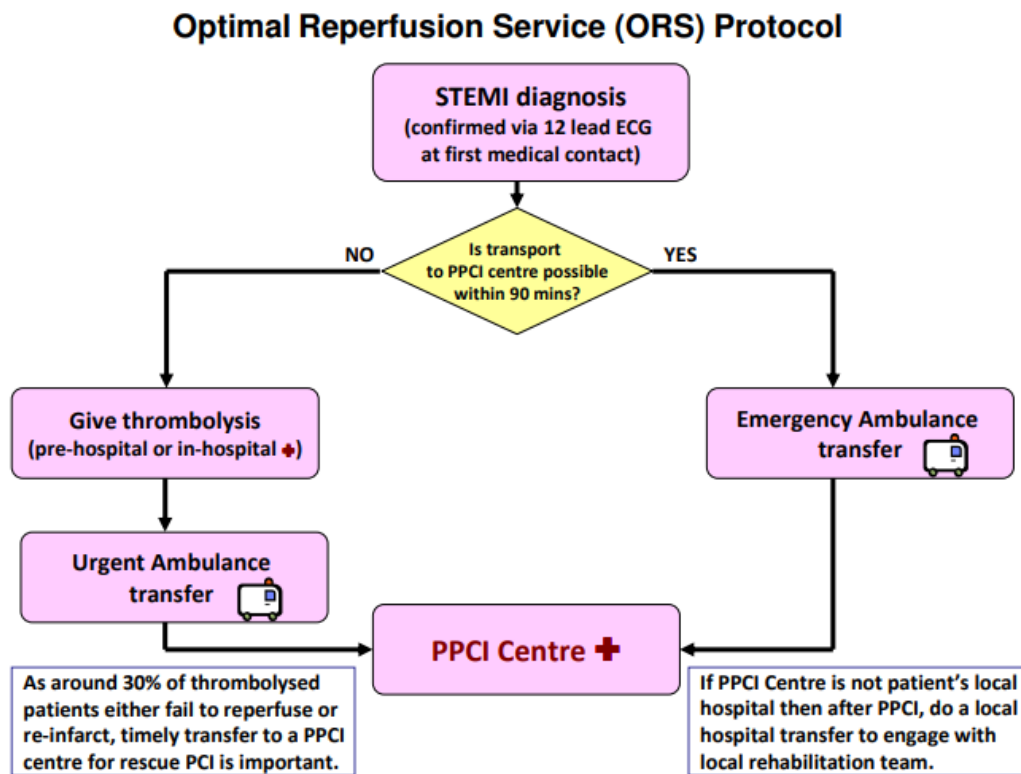 Optimal Reperfusion Service (ORS) Protocol
STEMI diagnosis
(confirmed via 12 lead ECG
at first medical contact)
Is transport
to PPCI centre possible
within 90 mins?
NO
YES
Give thrombolysis
(pre-hospital or in-hospital ✚)
Emergency Ambulance
transfer
Urgent Ambulance
transfer
PPCI Centre ✚
As around 30% of thrombolysed
patients either fail to reperfuse or
re-infarct, timely transfer to a PPCI
centre for rescue PCI is important.
If PPCI Centre is not patient's local
hospital then after PPCI, do a local
hospital transfer to engage with
local rehabilitation team.